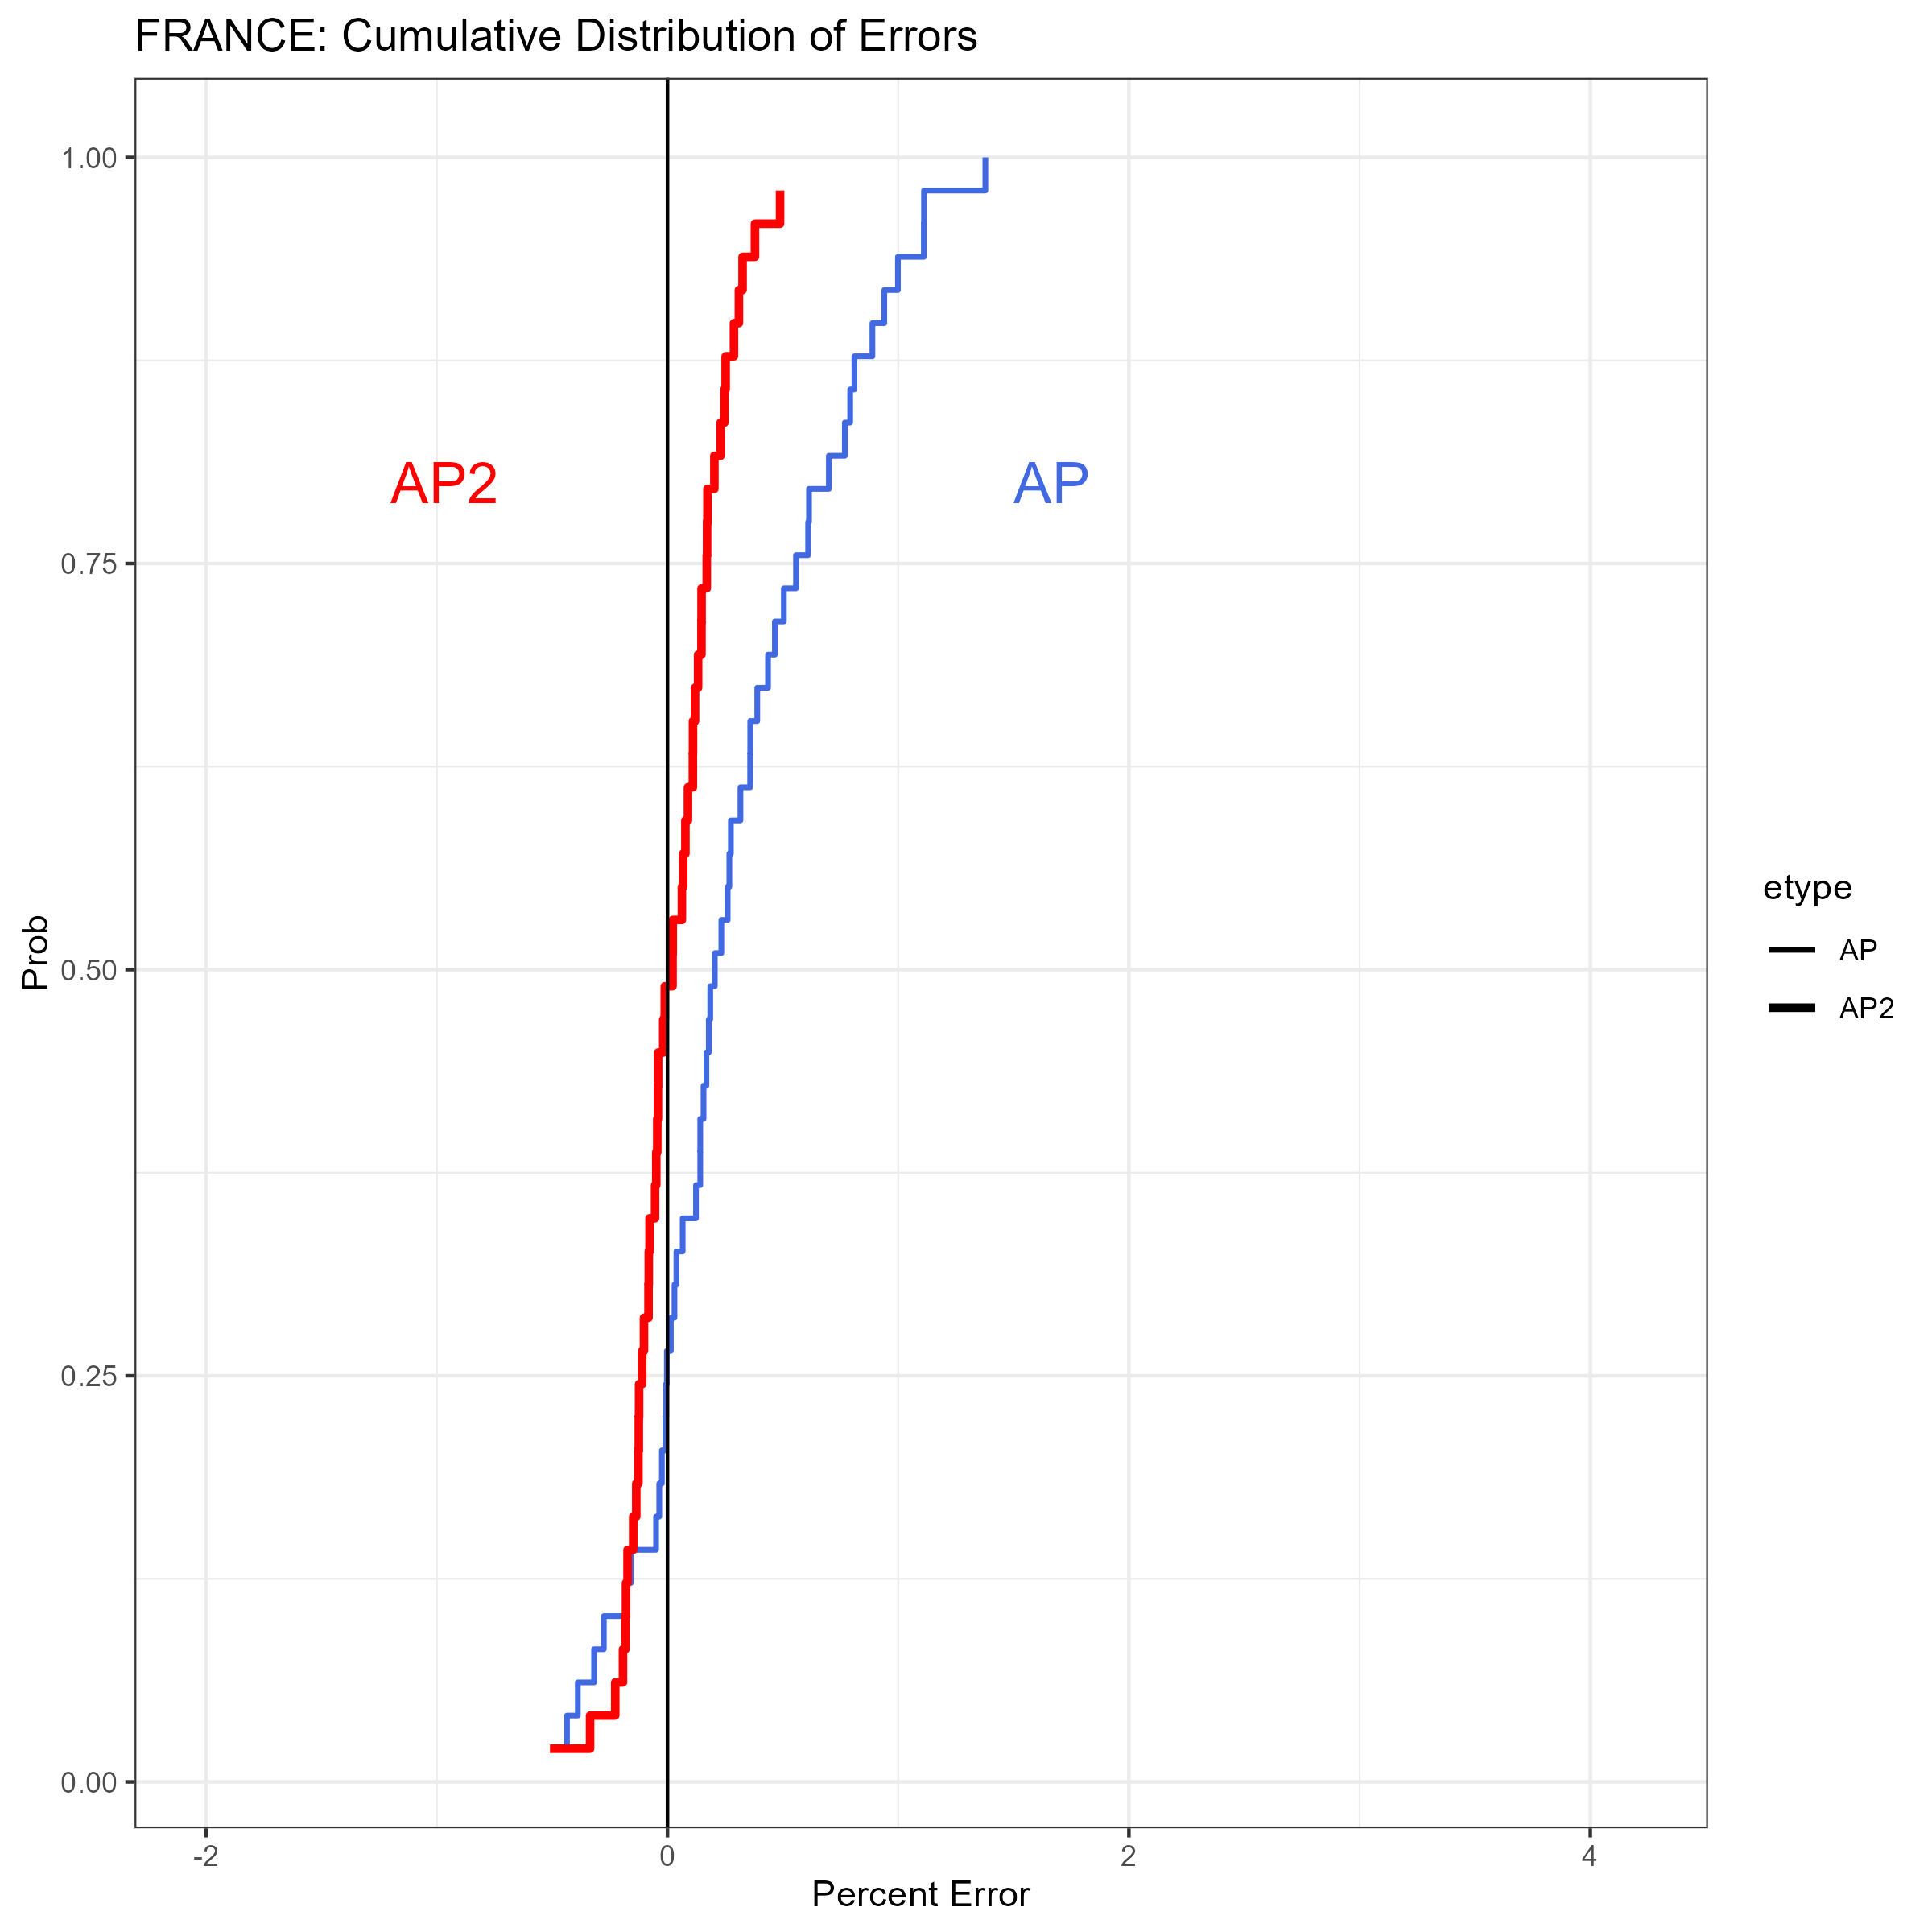 FRANCE: Cumulative Distribution of Errors
1.00
AP2
AP
0.75
etype
Prob
AP
0.50
AP2
0.25
0.00
-2
0
2
4
Percent Error